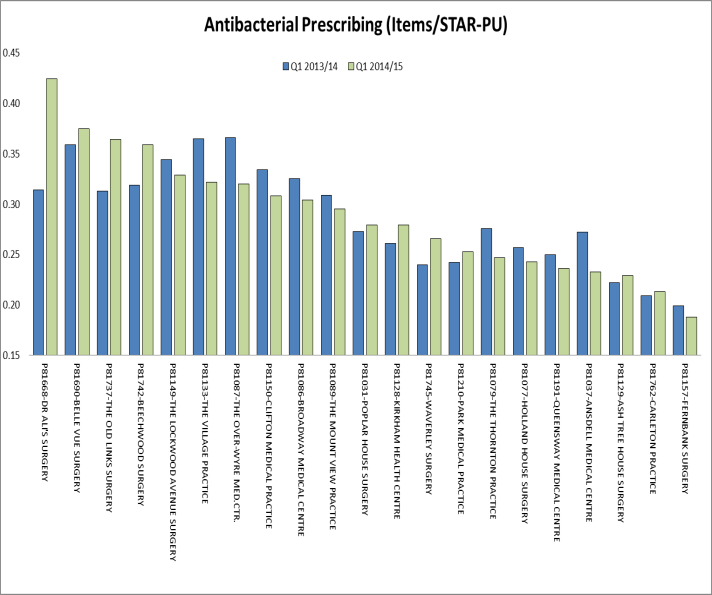 Antibacterial Prescribing (Items/STAR-PU)
Q1 2013/14
Q1 2014/15
0.45
0.40
0.35
0.30
0.25
0.20
0.15
P81668-DR ALI'S SURGERY
P81690-BELLE VUE SURGERY
P81737-THE OLD LINKS SURGERY
P81742-BEECHWOOD SURGERY
P81149-THE LOCKWOOD AVENUE SURGERY
P81133-THE VILLAGE PRACTICE
P81087-THE OVER-WYRE MED.CTR.
P81150-CLIFTON MEDICAL PRACTICE
P81086-BROADWAY MEDICAL CENTRE
P81089-THE MOUNT VIEW PRACTICE
P81031-POPLAR HOUSE SURGERY
P81128-KIRKHAM HEALTH CENTRE
P81745-WAVERLEY SURGERY
P81210-PARK MEDICAL PRACTICE
P81079-THE THORNTON PRACTICE
P81077-HOLLAND HOUSE SURGERY
P81191-QUEENSWAY MEDICAL CENTRE
P81037-ANSDELL MEDICAL CENTRE
P81129-ASH TREE HOUSE SURGERY
P81762-CARLETON PRACTICE
P81157-FERNBANK SURGERY